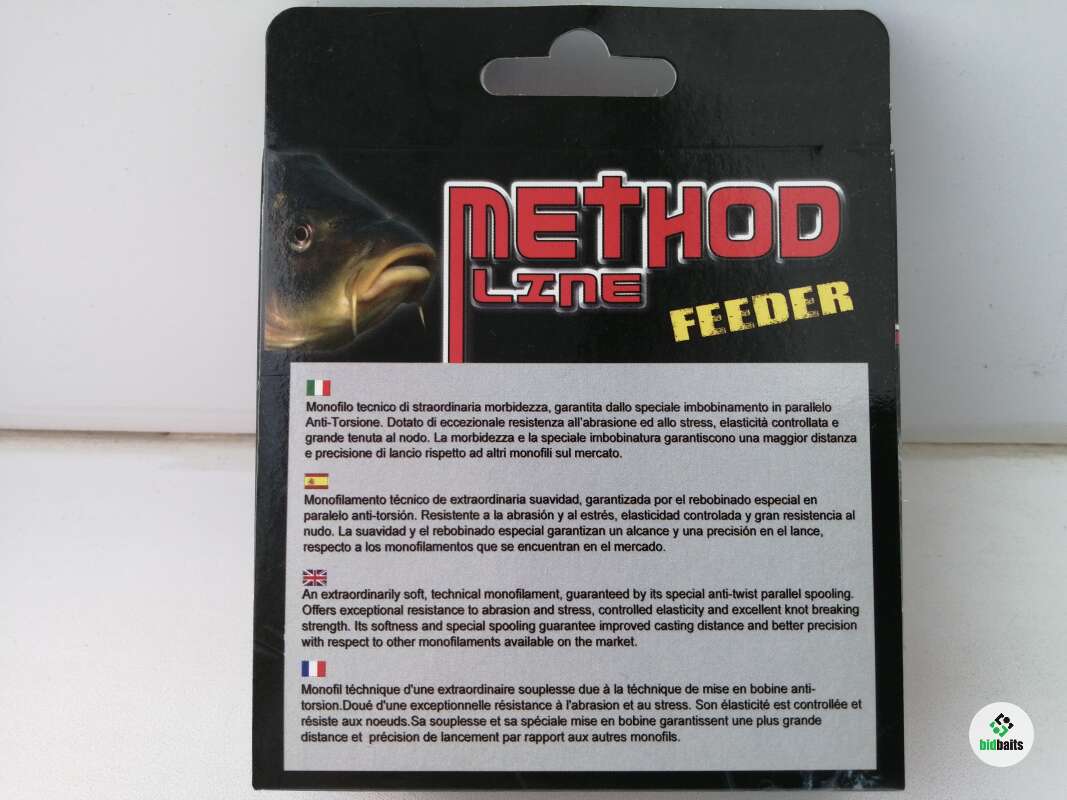 METHOD
LINE
FEEDER
Monofilo tecnico di straordinaria morbidezza, garantita dallo speciale imbobinamento in parallelo
Anti-Torsione. Dotato di eccezionale resistenza all'abrasione ed allo stress, elasticità controllata e
grande tenuta al nodo. La morbidezza e la speciale imbobinatura garantiscono una maggior distanza
e precisione di lancio rispetto ad altri monofili sul mercato.
Monofilamento técnico de extraordinaria suavidad, garantizada por el rebobinado especial en
paralelo anti-torsión. Resistente a la abrasión y al estrés, elasticidad controlada y gran resistencia al
nudo. La suavidad y el rebobinado especial garantizan un alcance y una precisión en el lance,
respecto a los monofilamentos que se encuentran en el mercado.
An extraordinarily soft, technical monofilament, guaranteed by its special anti-twist parallel spooling.
Offers exceptional resistance to abrasion and stress, controlled elasticity and excellent knot breaking
strength. Its softness and special spooling guarantee improved casting distance and better precision
with respect to other monofilaments available on the market.
Monofil téchnique d'une extraordinaire souplesse due à la téchnique de mise en bobine anti-
torsion.Doué d'une exceptionnelle résistance à l'abrasion et au stress. Son élasticité est controllée et
résiste aux noeuds.Sa souplesse et sa spéciale mise en bobine garantissent une plus grande
distance et précision de lancement par rapport aux autres monofils.
bidbaits